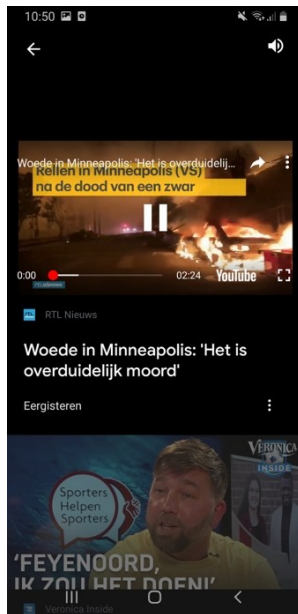 10:50
Woede in Minneapolis: 'Het is overduidelij...
Rellen in Minneapolis (VS)
na de dood van een zwar
0:00
02:24
YouTube
RTL Nieuws
Woede in Minneapolis: 'Het is
overduidelijk moord'
Eergisteren
VERONICA
INSIDE
Sporters
Helpen
Sporters
'FEYENOORD,
IK ZOU HET DOEN!'
Veronica Inside